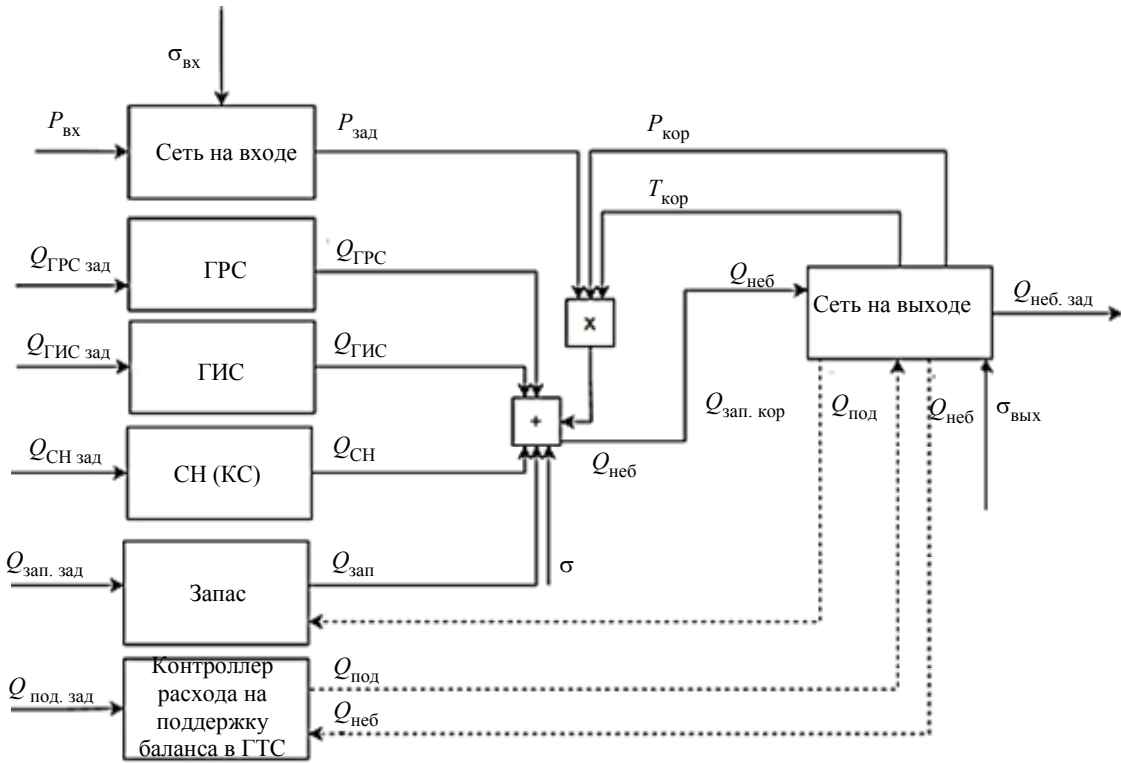 σвх
Pвх
Сеть на входе
Pзад
Pкор
Tкор
QГРС зад
ГРС
QГРС
X
Qнеб
Сеть на выходе
Qнеб. зад
QГИС зад
ГИС
QГИС
+
Qзап. кор
Qпод
Qнеб
σвых
QСН зад
СН (КС)
QСН
Qнеб
Qзап. зад
Запас
Qзап
σ
Q под. зад
Контроллер
расхода на
поддержку
баланса в ГТС
Qпод
Qнеб